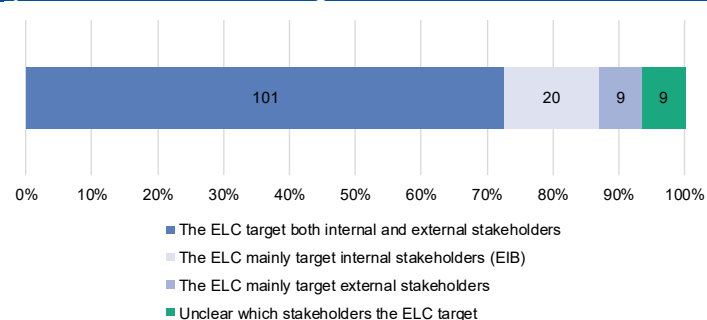 101 20 9 9
0% 10% 20% 30% 40% 50% 60% 70% 80% 90% 100%
The ELC target both internal and external stakeholders
The ELC mainly target internal stakeholders (EIB)
The ELC mainly target external stakeholders
Unclear which stakeholders the ELC target